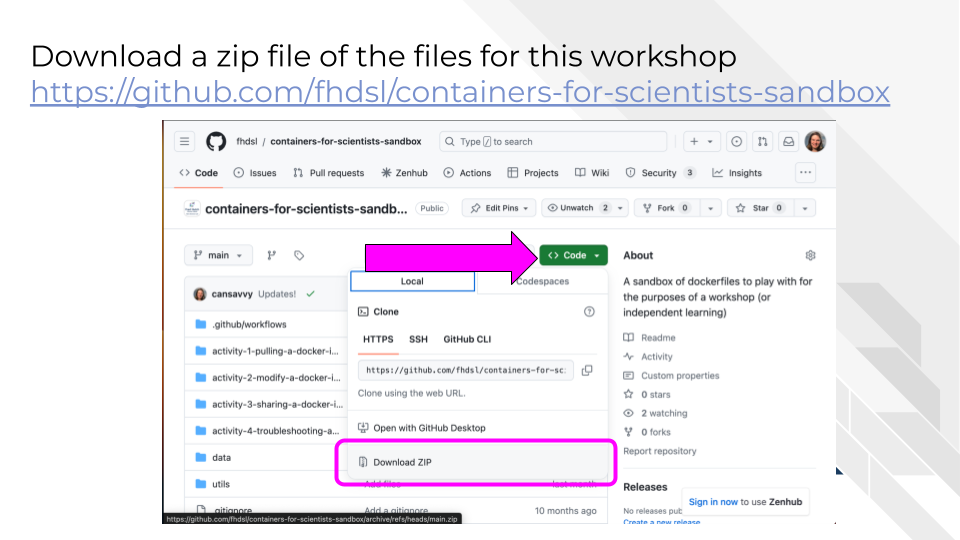 Download a zip file of the files for this workshop
https://github.com/fhdsl/containers-for-scientists-sandbox
fhdsl / containers-for-scientists-sandbox
Type / to search
Code Issues Pull requests Zenhub Actions Projects Wiki Security 3 Insights
containers-for-scientists-sandb... Public Edit Pins Unwatch 2 Fork 0 Star 0
main
Code
Local Codespaces
cansavvy Updates!
Clone
HTTPS SSH GitHub CLI
https://github.com/fhdsl/containers-for-sc
Clone using the web URL.
Open with GitHub Desktop
Download ZIP
.github/workflows
activity-1-pulling-a-docker-i...
activity-2-modify-a-docker-i...
activity-3-sharing-a-docker-i...
activity-4-troubleshooting-a...
data
utils Add files last month
.gitignore Add a gitignore 10 months ago
https://github.com/fhdsl/containers-for-scientists-sandbox/archive/refs/heads/main.zip
About
A sandbox of dockerfiles to play with for
the purposes of a workshop (or
independent learning)
Readme
Activity
Custom properties
0 stars
2 watching
0 forks
Report repository
Releases
No releases pub
Create a new release
Sign in now to use Zenhub